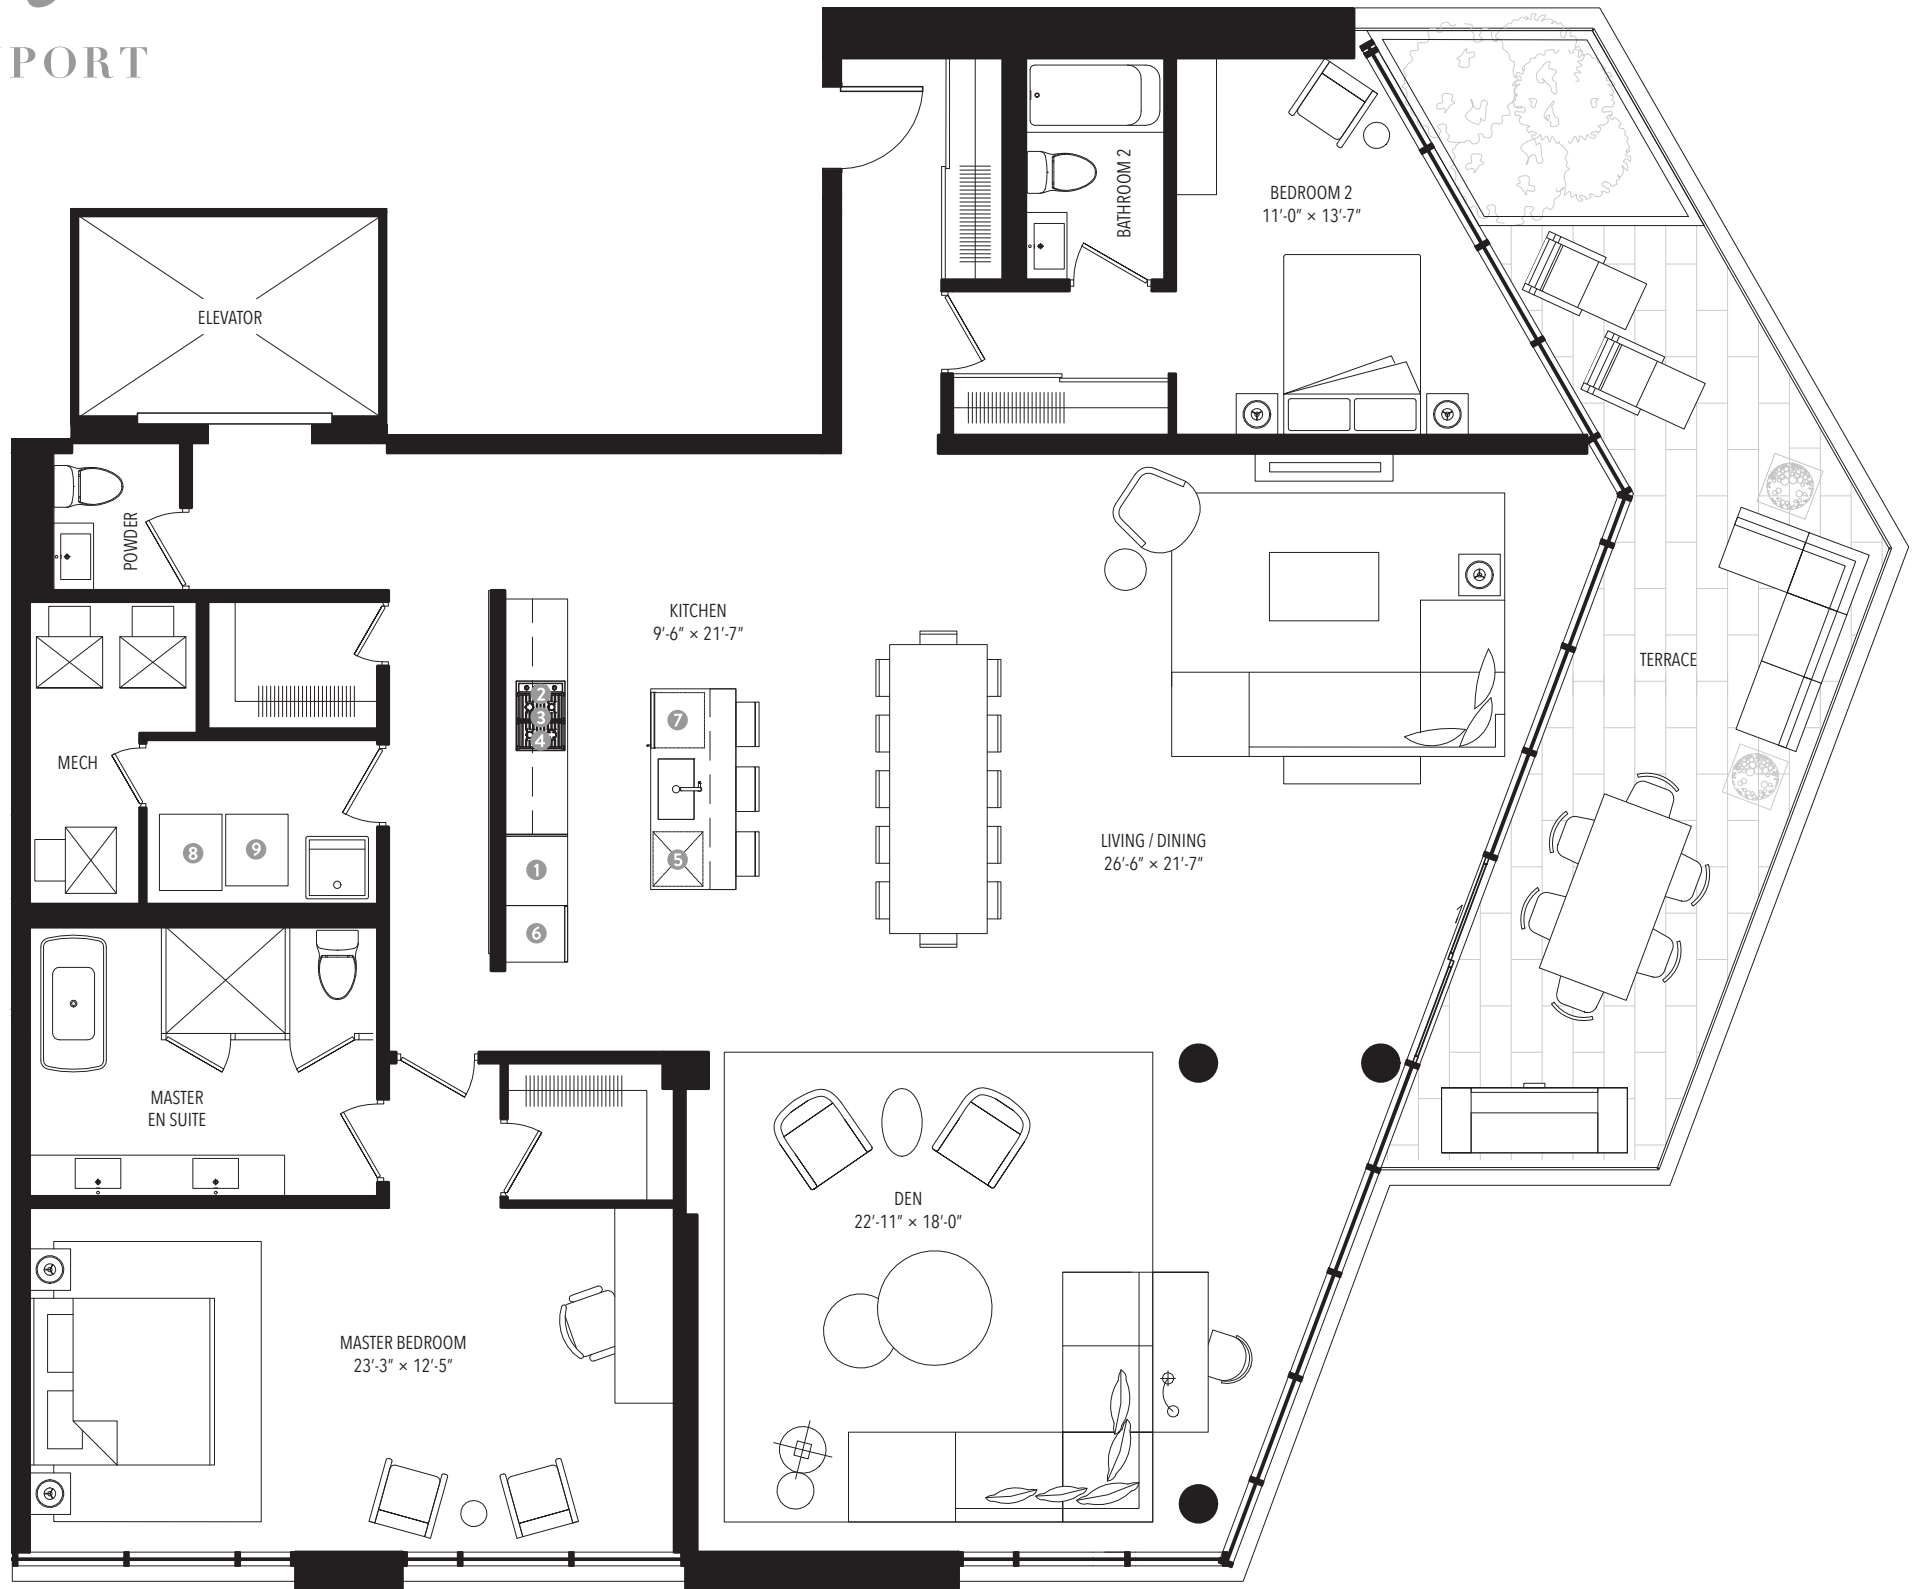 PORT
BATHROOM 2
BEDROOM 2
11'-0" × 13'-7"
ELEVATOR
POWDER
KITCHEN
9'-6" × 21'-7"
2
3
4
7
TERRACE
MECH
8
9
1
5
6
LIVING / DINING
26'-6" × 21'-7"
MASTER
EN SUITE
DEN
22'-11" × 18'-0"
MASTER BEDROOM
23'-3" × 12'-5"